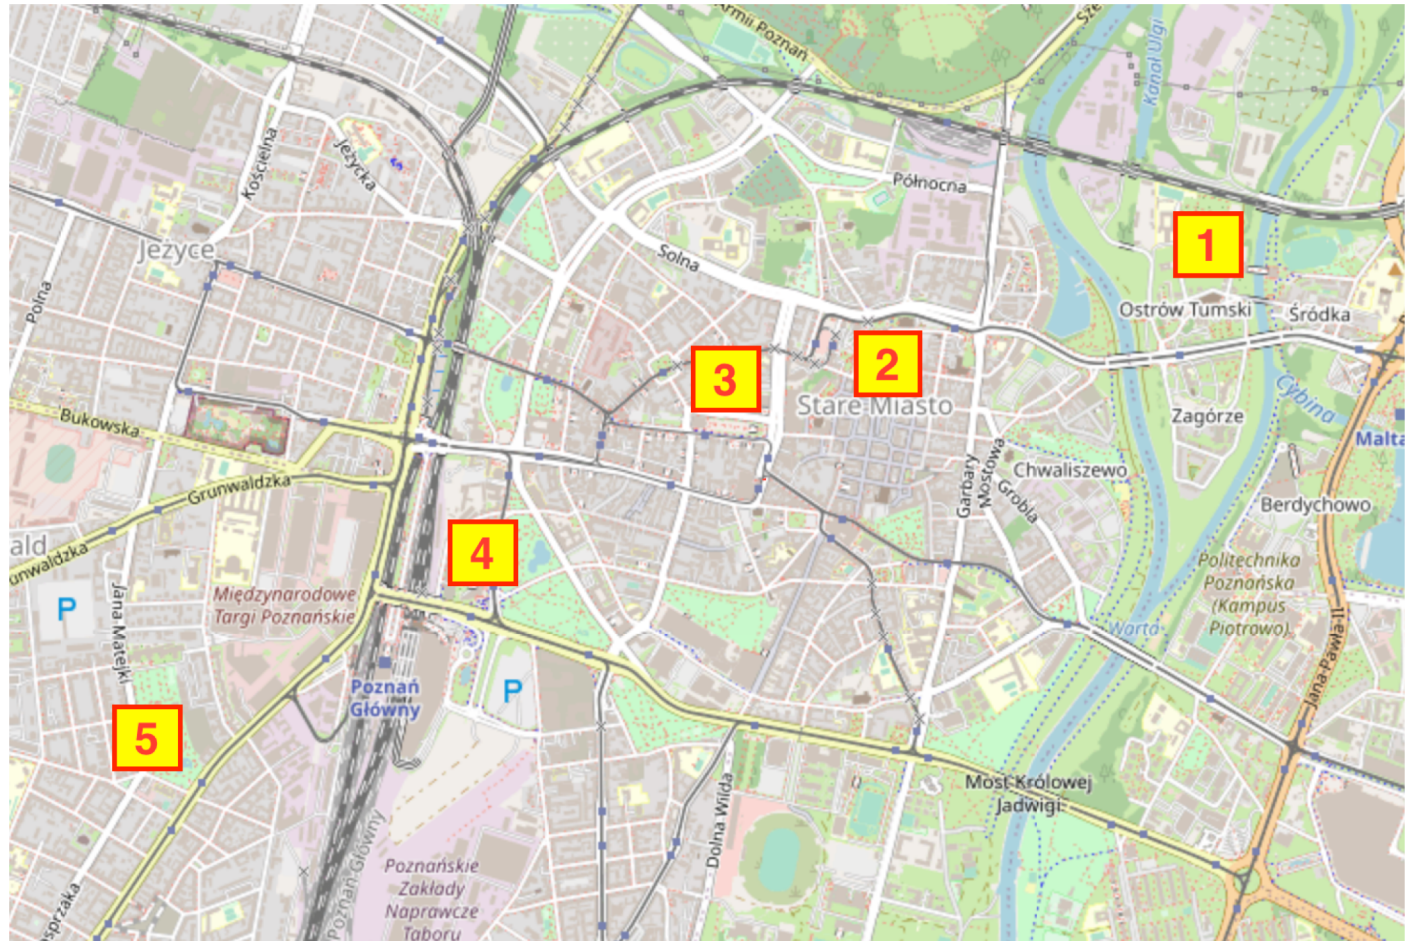 Armii Poznań
Sze
Kanał Ulgi
Kościelna
Jeżycka
Północna
1
Jeżyce
Solna
Polna
Ostrów Tumski
Śródka
2
3
Stare Miasto
Cybina
Zagórze
Bukowska
Malta
Garbary
Mostowa
Chwaliszewo
Grobla
Grunwaldzka
Berdychowo
4
ald
unwaldzka
Politechnika
Poznańska
(Kampus
Piotrowo)
Międzynarodowe
Targi Poznańskie
P
Jana Matejki
Warta
Jana Pawła II
Poznań
Główny
P
5
Most Królowej
Jadwigi
Dolna Wilda
Poznań Główny
Poznańskie
Zakłady
Naprawcze
Taboru
asprzaka